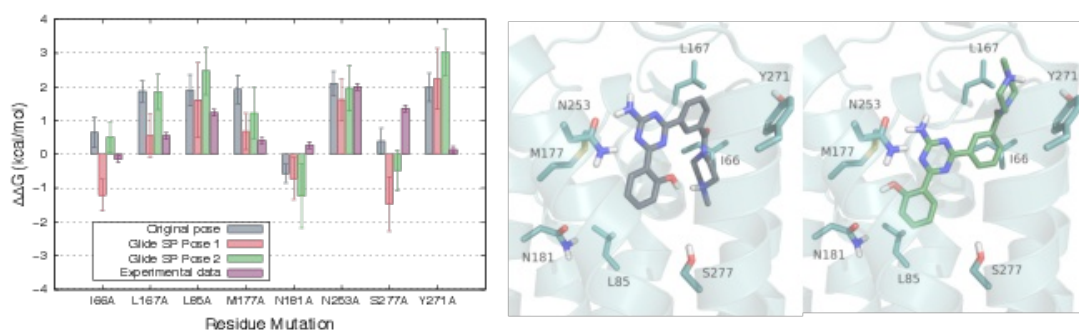 4
3
2
1
0
−1
−2
−3
−4
ΔΔG (kcal/mol)
Original pose
Glide SP Pose 1
Glide SP Pose 2
Experimental data
I66A L167A L85A M177A N181A N253A S277A Y271A
Residue Mutation
L167
Y271
N253
M177
I66
N181
L85
S277
L167
Y271
N253
M177
I66
N181
L85
S277